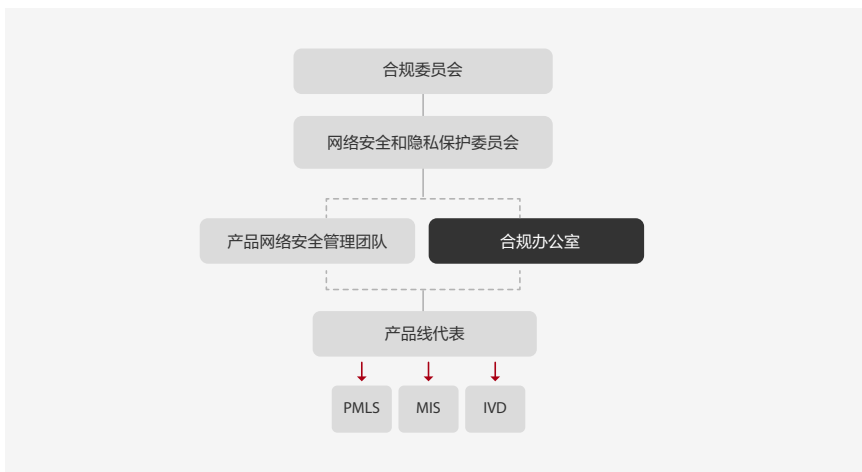 合规委员会
网络安全和隐私保护委员会
产品网络安全管理团队
合规办公室
产品线代表
PMLS
MIS
IVD